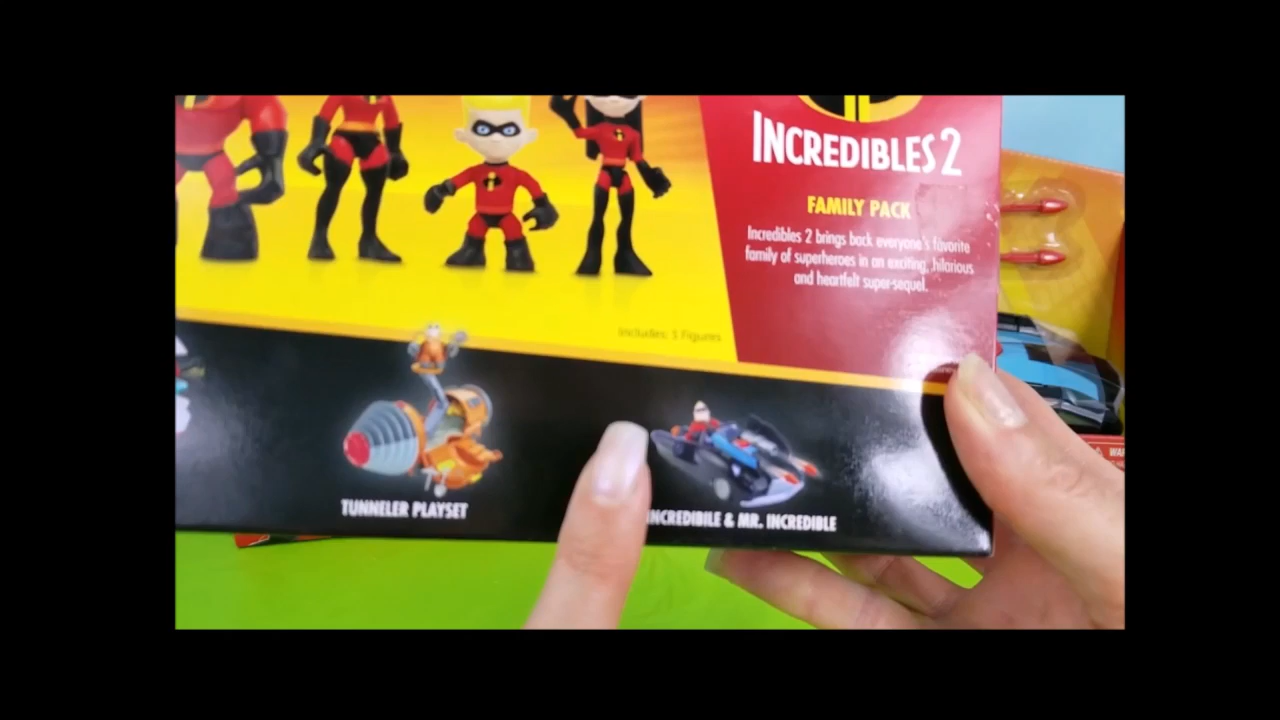 INCREDIBLES 2
FAMILY PACK
Incredibles 2 brings back everyone's favorite
family of superheroes in an exciting, hilarious
and heartfelt super-sequel.
Includes: 5 Figures
TUNNELER PLAYSET
INCREDIBILE & MR. INCREDIBLE